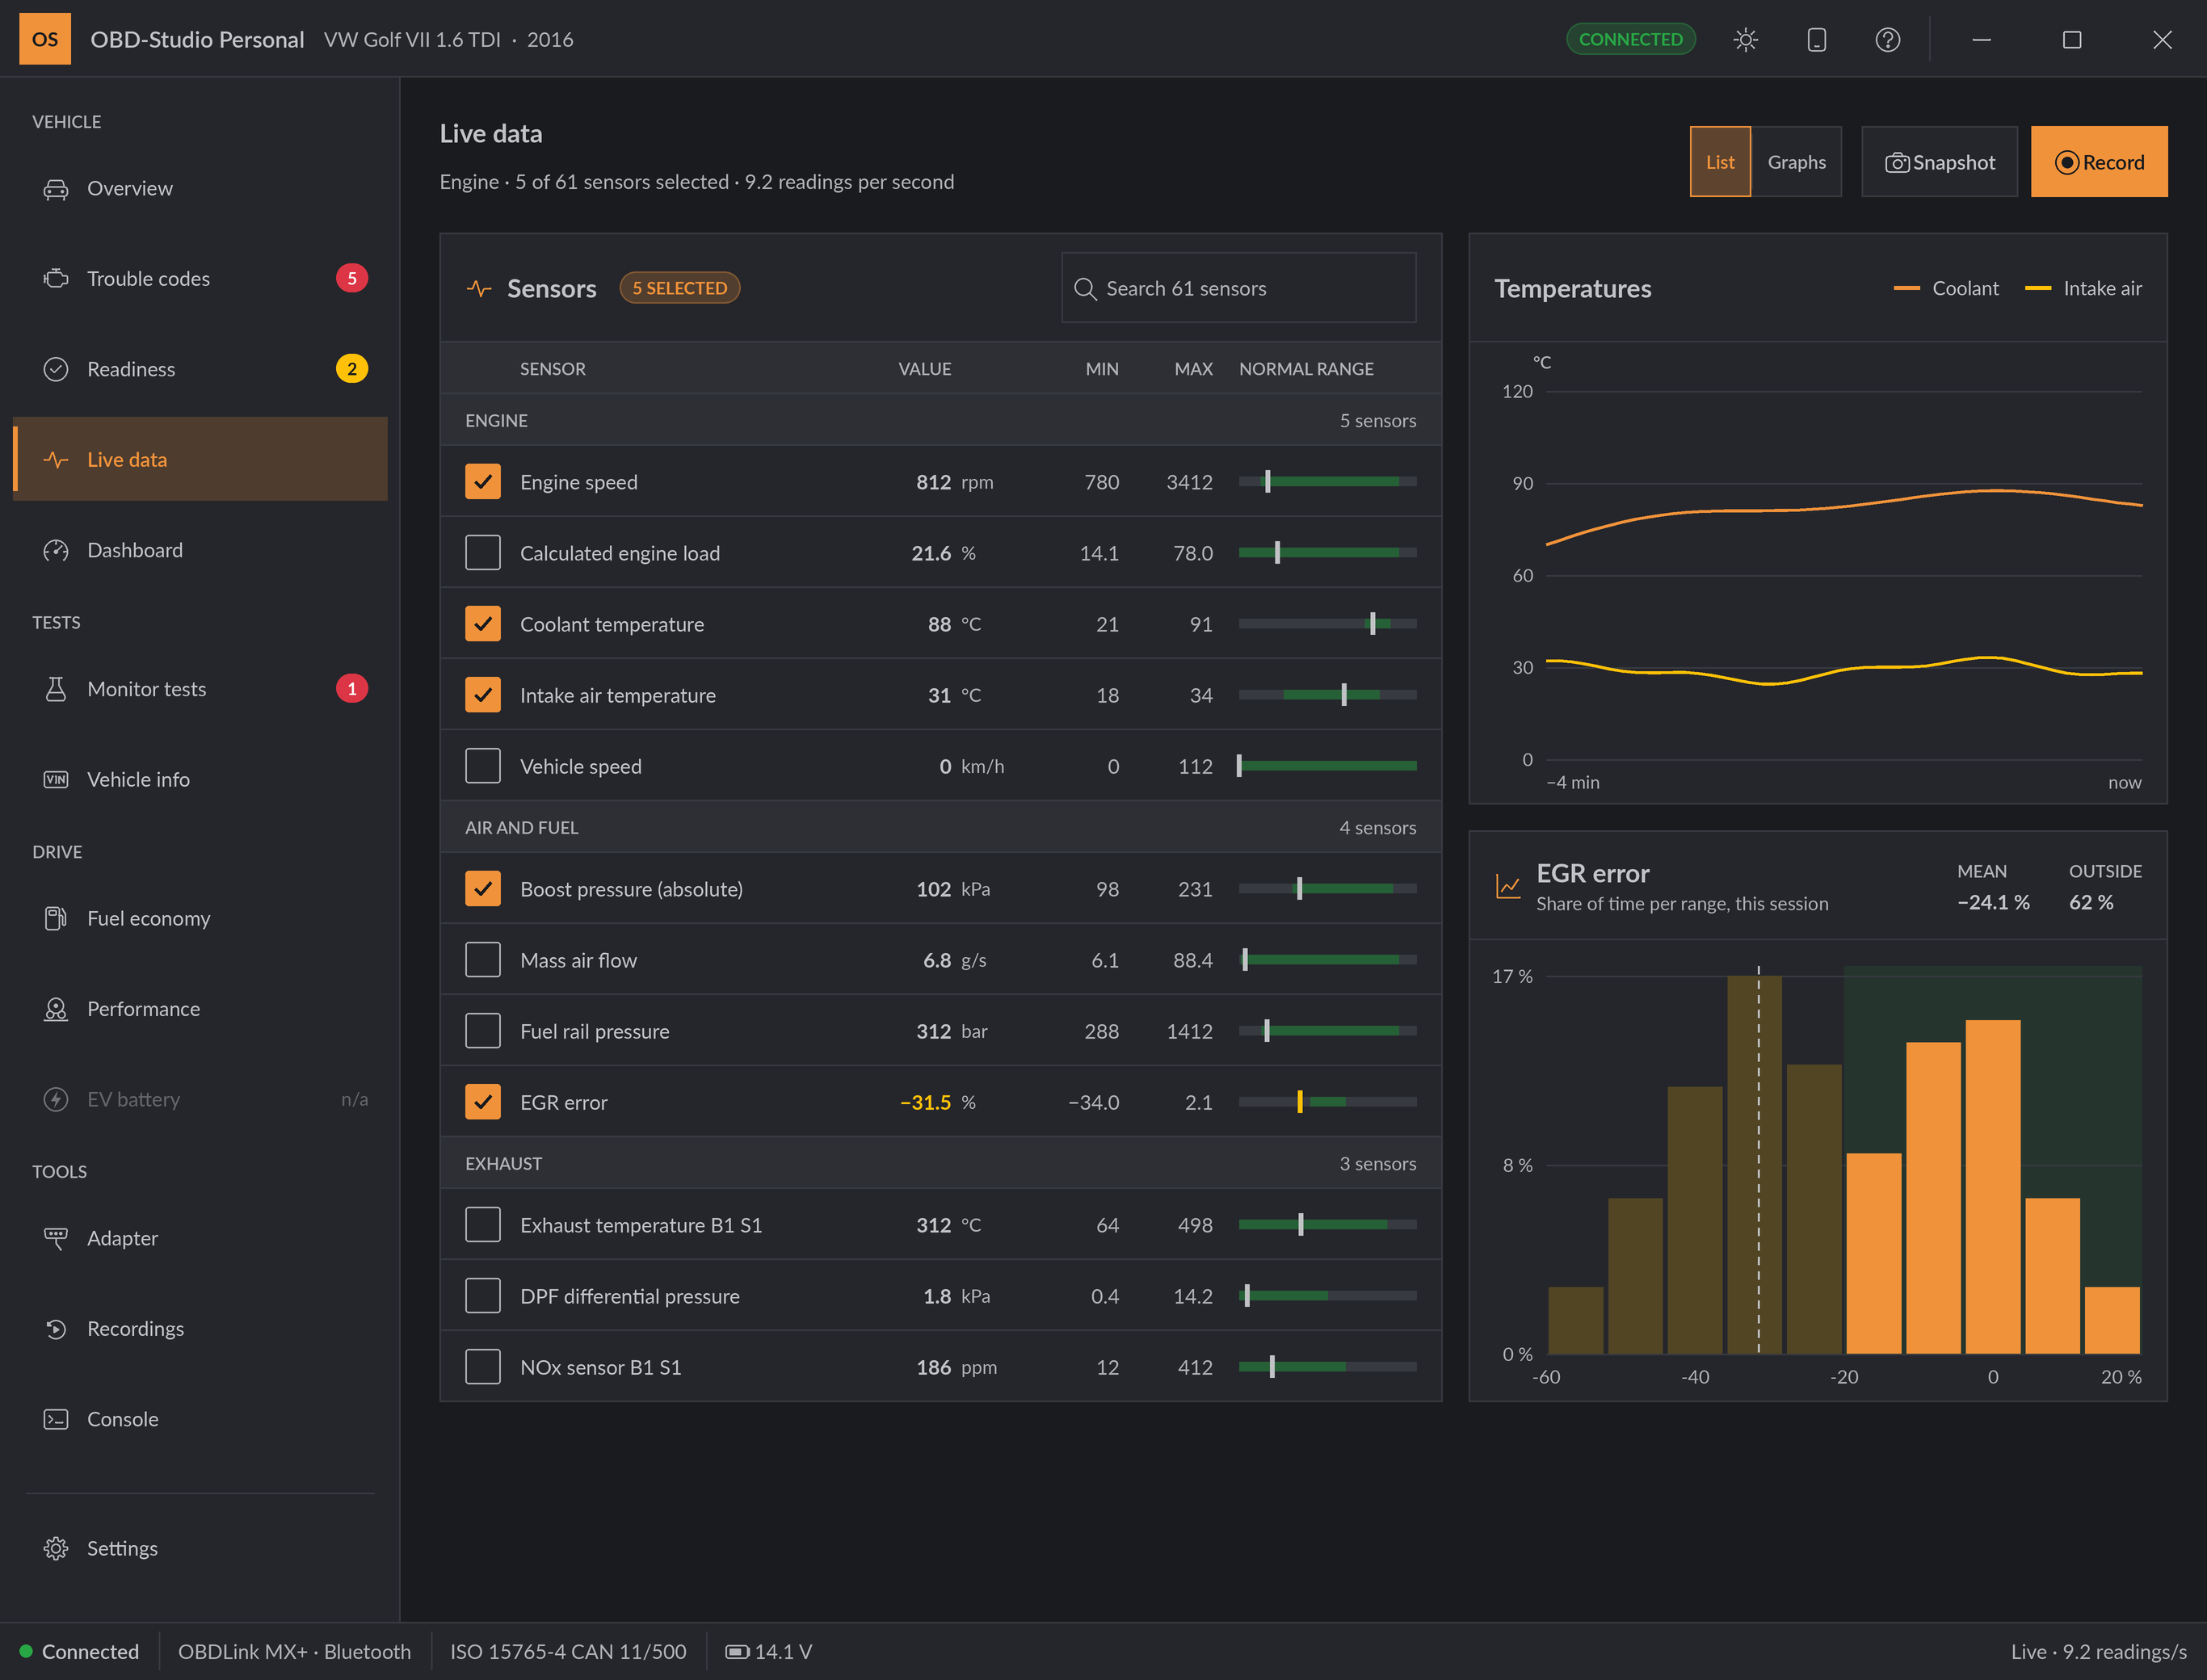 OS OBD-Studio Personal VW Golf VII 1.6 TDI · 2016 CONNECTED
VEHICLE
Overview
Trouble codes 5
Readiness 2
Live data
Dashboard
TESTS
Monitor tests 1
VIN Vehicle info
DRIVE
Fuel economy
Performance
EV battery n/a
TOOLS
Adapter
Recordings
Console
Settings
Live data
Engine · 5 of 61 sensors selected · 9.2 readings per second
List Graphs Snapshot Record
Sensors 5 SELECTED Search 61 sensors
SENSOR VALUE MIN MAX NORMAL RANGE
ENGINE 5 sensors
Engine speed 812 rpm 780 3412
Calculated engine load 21.6 % 14.1 78.0
Coolant temperature 88 °C 21 91
Intake air temperature 31 °C 18 34
Vehicle speed 0 km/h 0 112
AIR AND FUEL 4 sensors
Boost pressure (absolute) 102 kPa 98 231
Mass air flow 6.8 g/s 6.1 88.4
Fuel rail pressure 312 bar 288 1412
EGR error −31.5 % −34.0 2.1
EXHAUST 3 sensors
Exhaust temperature B1 S1 312 °C 64 498
DPF differential pressure 1.8 kPa 0.4 14.2
NOx sensor B1 S1 186 ppm 12 412
Temperatures Coolant Intake air
°C
120
90
60
30
0
−4 min now
EGR error MEAN OUTSIDE
Share of time per range, this session −24.1 % 62 %
17 %
8 %
0 %
-60 -40 -20 0 20 %
Connected OBDLink MX+ · Bluetooth ISO 15765-4 CAN 11/500 14.1 V Live · 9.2 readings/s